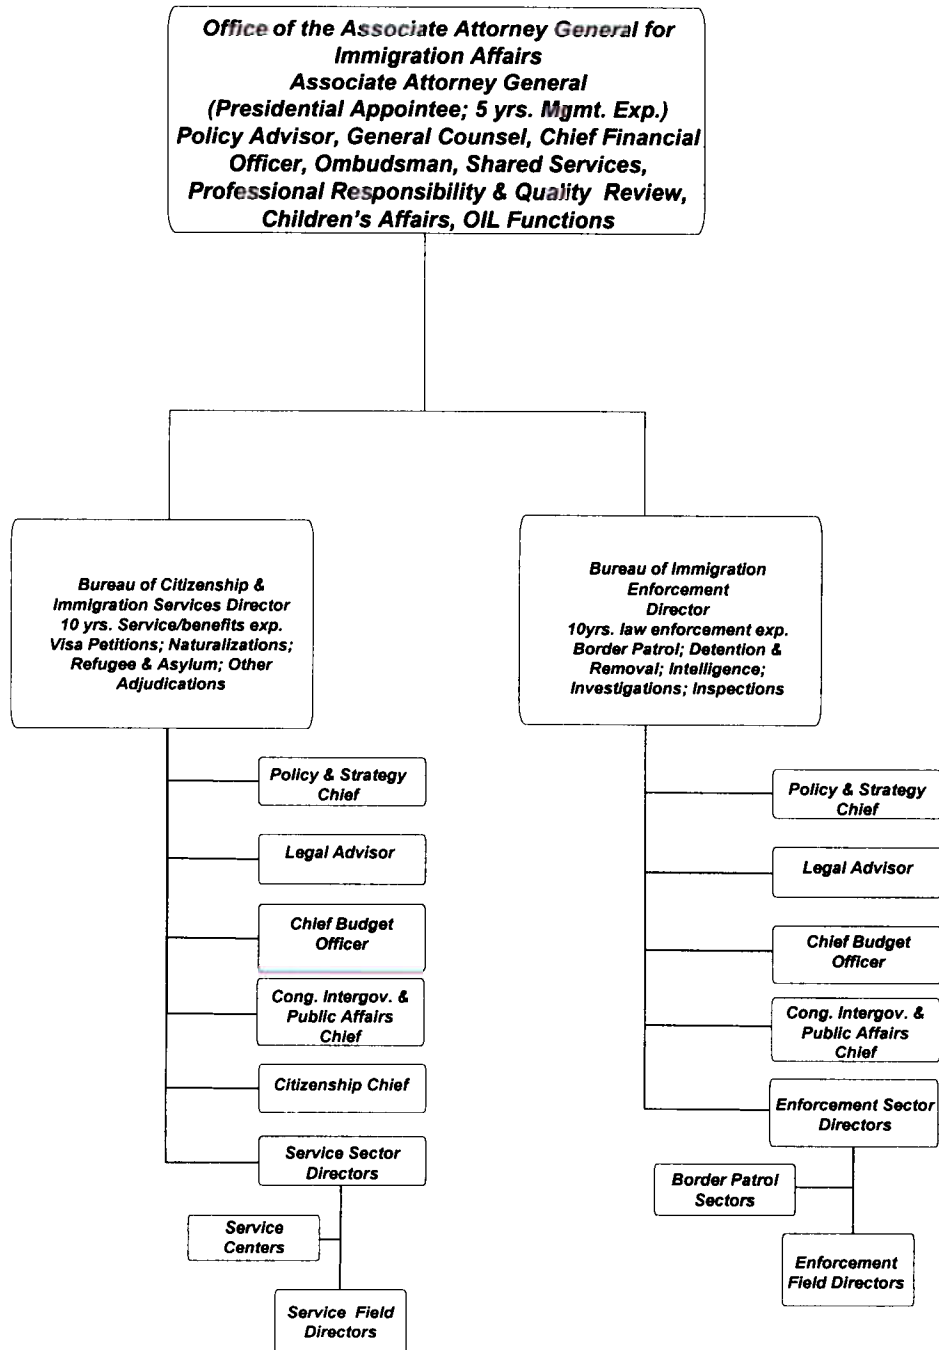 Office of the Associate Attorney General for
Immigration Affairs
Associate Attorney General
(Presidential Appointee; 5 yrs. Mgmt. Exp.)
Policy Advisor, General Counsel, Chief Financial
Officer, Ombudsman, Shared Services,
Professional Responsibility & Quality Review,
Children's Affairs, OIL Functions
Bureau of Citizenship &
Immigration Services Director
10 yrs. Service/benefits exp.
Visa Petitions; Naturalizations;
Refugee & Asylum; Other
Adjudications
Policy & Strategy
Chief
Legal Advisor
Chief Budget
Officer
Cong. Intergov. &
Public Affairs
Chief
Citizenship Chief
Service Sector
Directors
Service
Centers
Service Field
Directors
Bureau of Immigration
Enforcement
Director
10yrs. law enforcement exp.
Border Patrol; Detention &
Removal; Intelligence;
Investigations; Inspections
Policy & Strategy
Chief
Legal Advisor
Chief Budget
Officer
Cong. Intergov. &
Public Affairs
Chief
Enforcement Sector
Directors
Border Patrol
Sectors
Enforcement
Field Directors